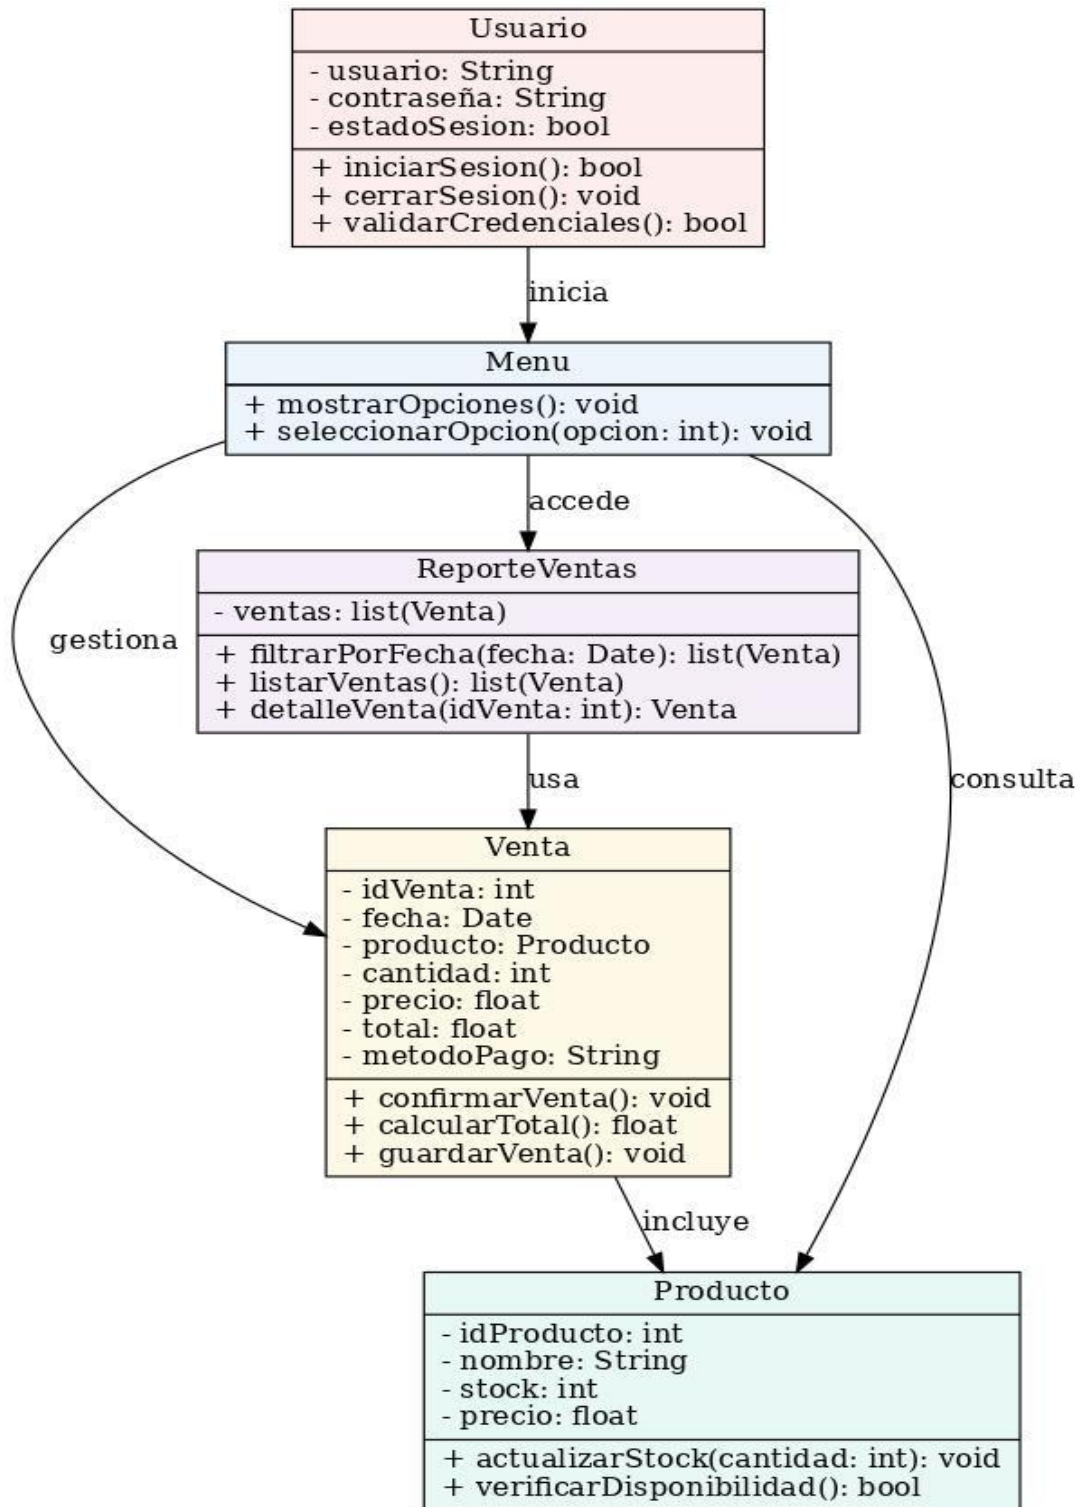 Usuario
- usuario: String
- contraseña: String
- estadoSesion: bool
+ iniciarSesion(): bool
+ cerrarSesion(): void
+ validarCredenciales(): bool
inicia
Menu
+ mostrarOpciones(): void
+ seleccionarOpcion(opcion: int): void
accede
ReporteVentas
- ventas: list(Venta)
gestiona
+ filtrarPorFecha(fecha: Date): list(Venta)
+ listarVentas(): list(Venta)
+ detalleVenta(idVenta: int): Venta
usa
consulta
Venta
- idVenta: int
- fecha: Date
- producto: Producto
- cantidad: int
- precio: float
- total: float
- metodoPago: String
+ confirmarVenta(): void
+ calcularTotal(): float
+ guardarVenta(): void
incluye
Producto
- idProducto: int
- nombre: String
- stock: int
- precio: float
+ actualizarStock(cantidad: int): void
+ verificarDisponibilidad(): bool